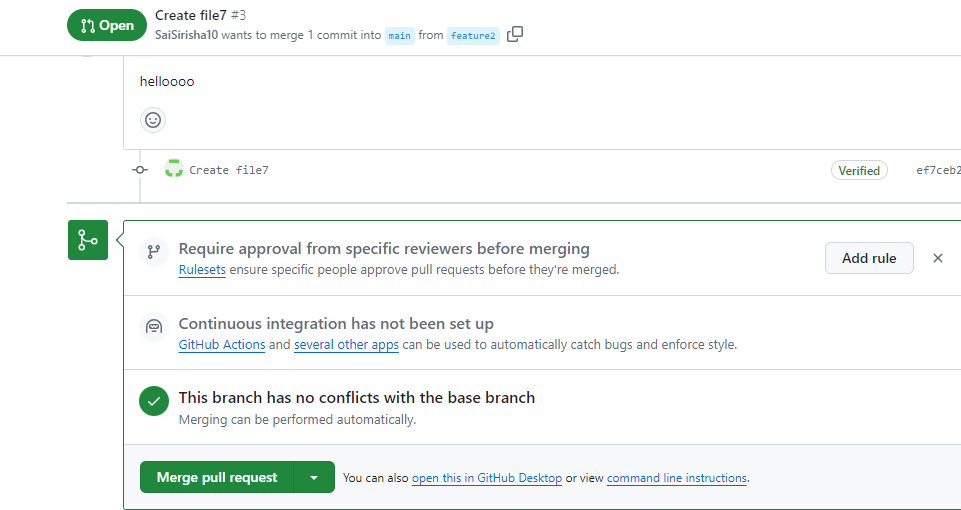 Open
Create file7 #3
SaiSirisha10 wants to merge 1 commit into main from feature2
helloooo
Create file7 Verified ef7ceb2
Require approval from specific reviewers before merging
Rulesets ensure specific people approve pull requests before they're merged.
Add rule
Continuous integration has not been set up
GitHub Actions and several other apps can be used to automatically catch bugs and enforce style.
This branch has no conflicts with the base branch
Merging can be performed automatically.
Merge pull request
You can also open this in GitHub Desktop or view command line instructions.